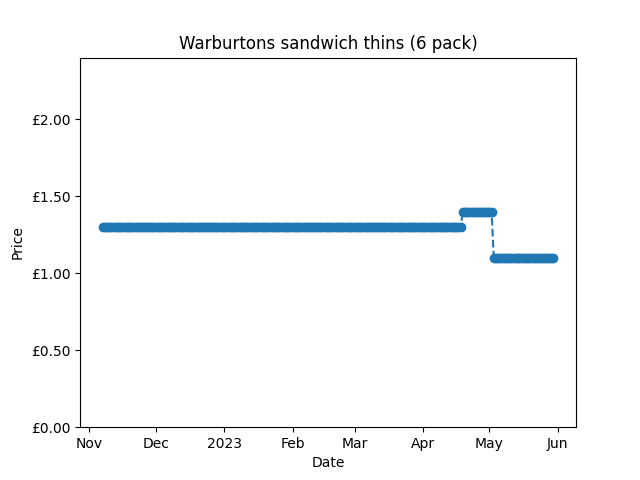 Warburtons sandwich thins (6 pack)
£2.00
£1.50
£1.00
£0.50
£0.00
Price
Nov Dec 2023 Feb Mar Apr May Jun
Date